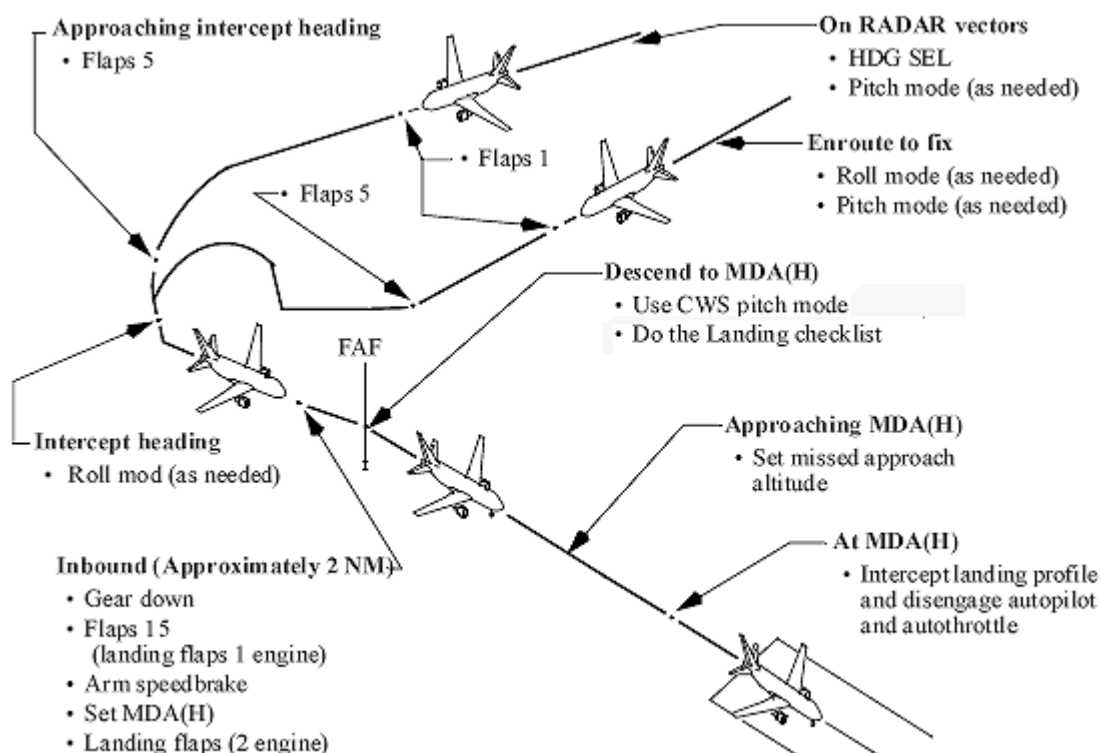 Approaching intercept heading
• Flaps 5
On RADAR vectors
• HDG SEL
• Pitch mode (as needed)
• Flaps 1
Enroute to fix
• Roll mode (as needed)
• Pitch mode (as needed)
• Flaps 5
Descend to MDA(H)
• Use CWS pitch mode
• Do the Landing checklist
FAF
Intercept heading
• Roll mod (as needed)
Approaching MDA(H)
• Set missed approach
altitude
At MDA(H)
• Intercept landing profile
and disengage autopilot
and autothrottle
Inbound (Approximately 2 NM)
• Gear down
• Flaps 15
(landing flaps 1 engine)
• Arm speedbrake
• Set MDA(H)
• Landing flaps (2 engine)